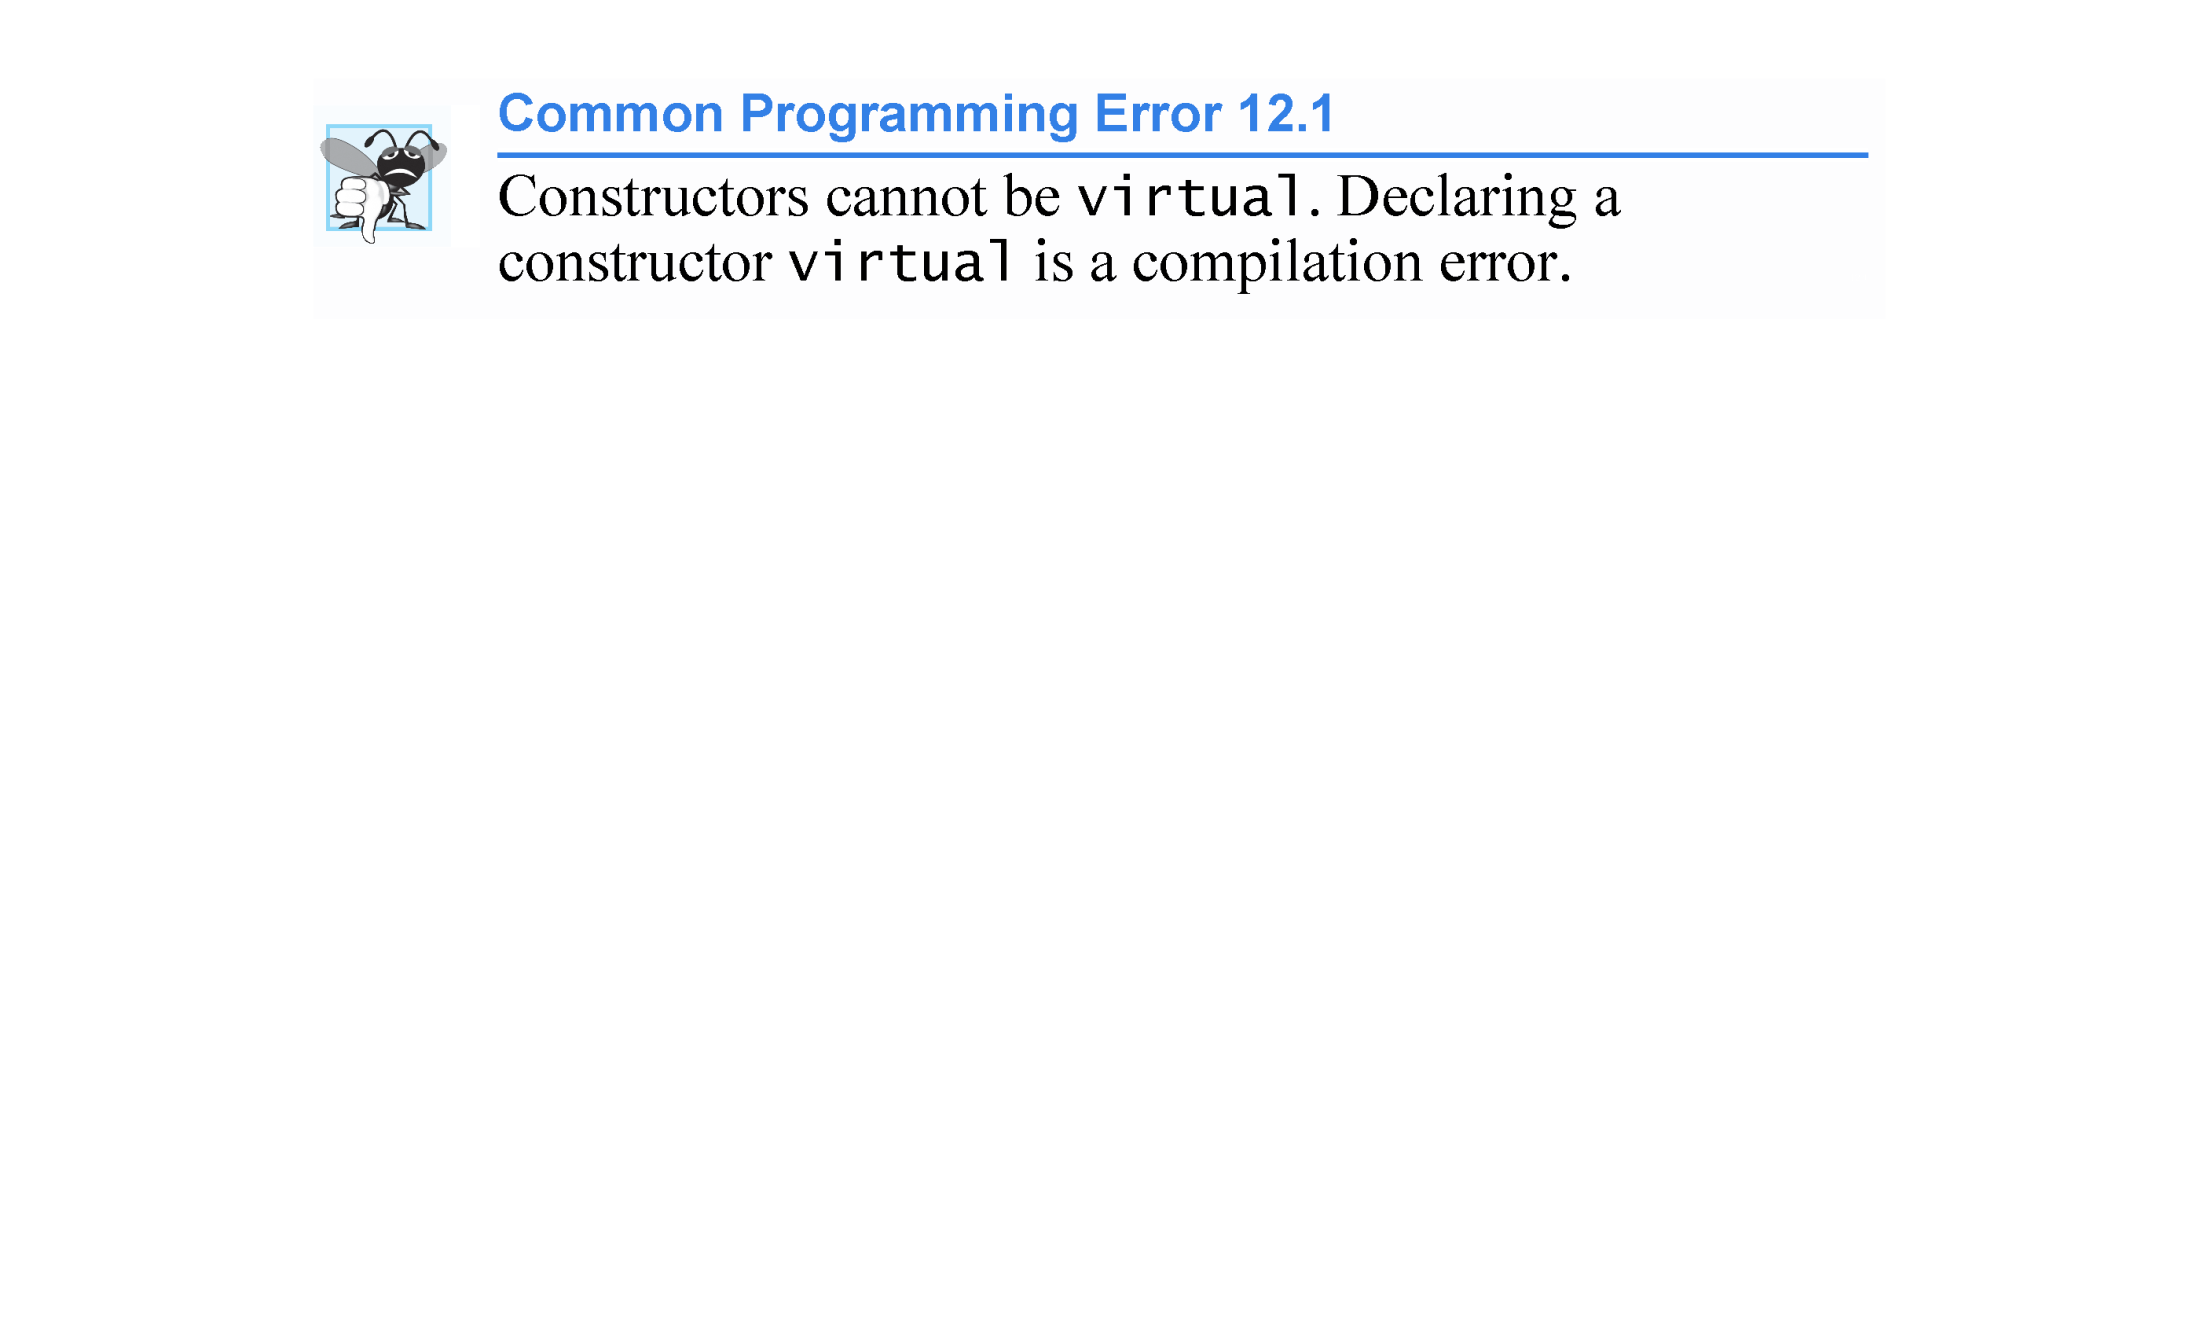 Common Programming Error 12.1
Constructors cannot be virtual. Declaring a
constructor virtual is a compilation error.